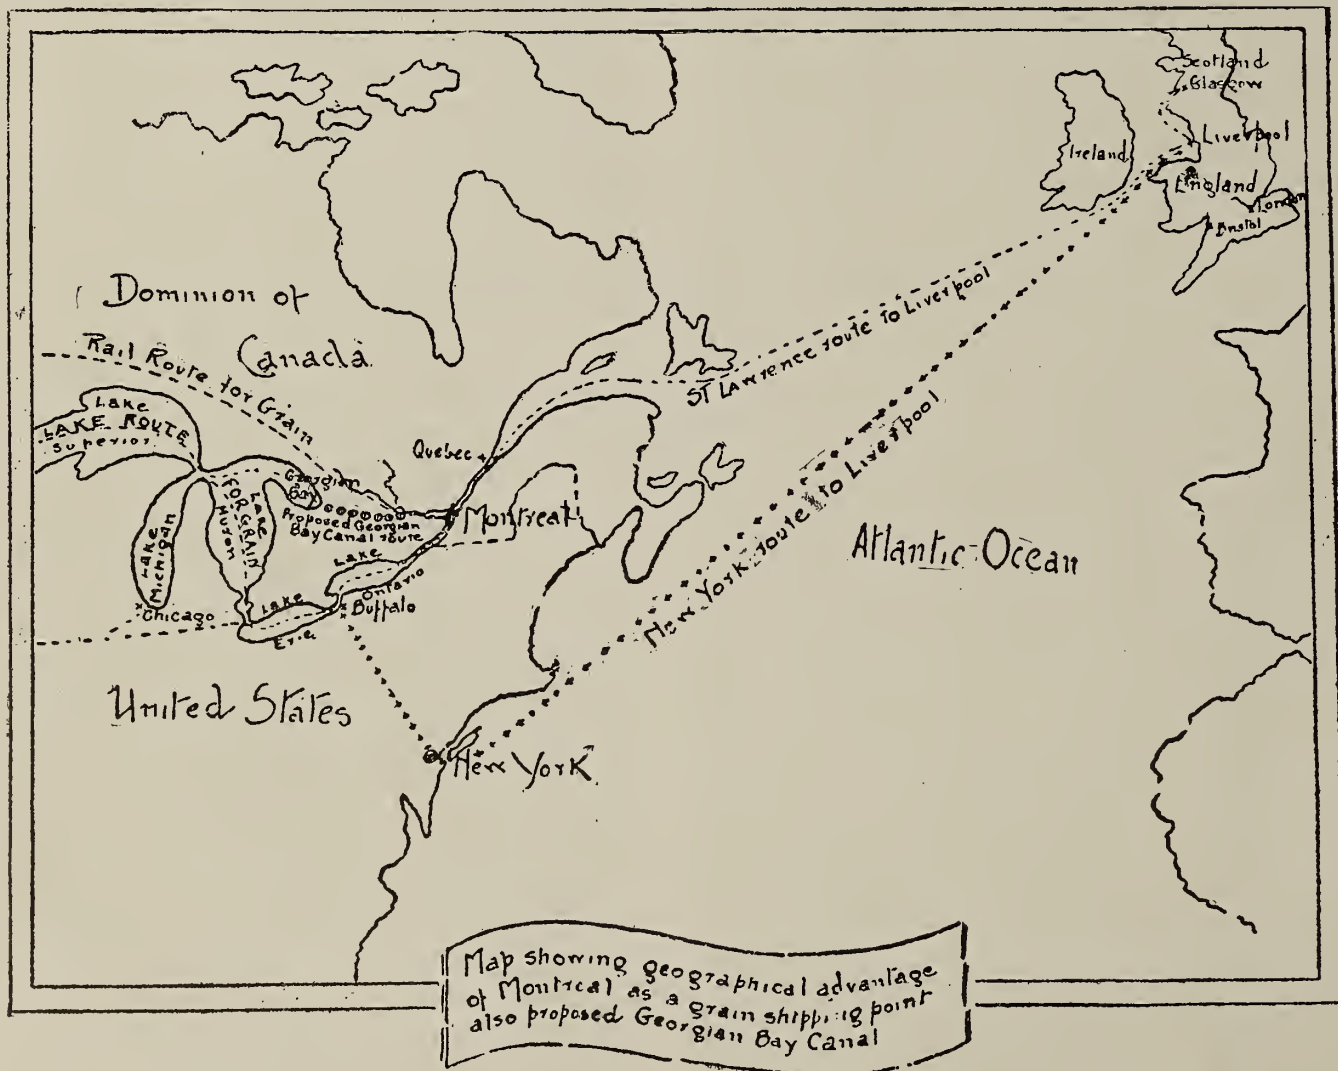 Scotland
Glasgow
Liverpool
Ireland
England
London
Bristol
Dominion of
Canada
Rail Route for Grain
Lake
LAKE ROUTE
Superior
St Lawrence route to Liverpool
New York route to Liverpool
Quebec
Georgian
Bay
Proposed Georgian
Bay Canal route
Montreal
Lake
Huron
FOR GRAIN
Lake
Michigan
Lake
Ontario
Buffalo
Chicago
Lake
Erie
Atlantic Ocean
United States
New York
Map showing geographical advantage
of Montreal as a grain shipping point
also proposed Georgian Bay Canal